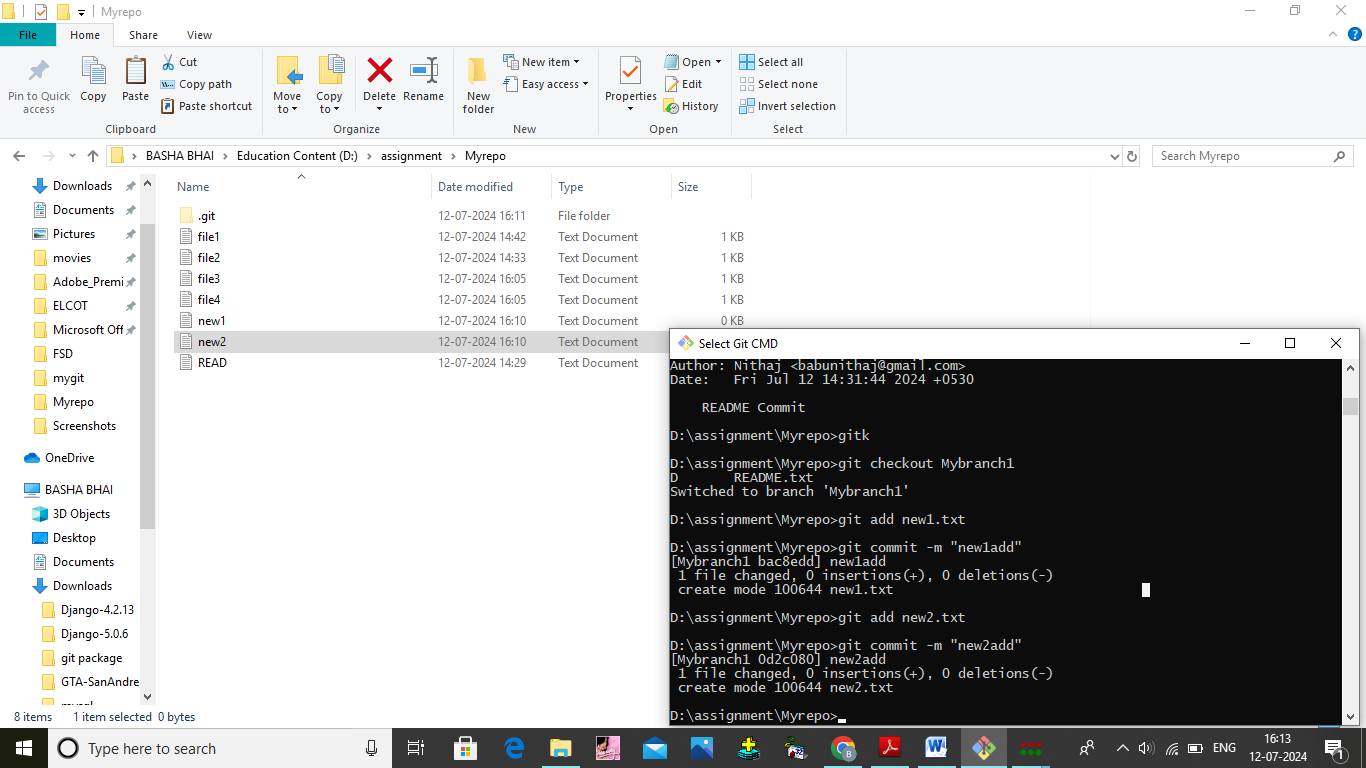 Myrepo
File Home Share View
Pin to Quick access
Copy
Paste
Cut
Copy path
Paste shortcut
Clipboard
Move to
Copy to
Delete
Rename
Organize
New folder
New item
Easy access
New
Properties
Open
Edit
History
Open
Select all
Select none
Invert selection
Select
BASHA BHAI > Education Content (D:) > assignment > Myrepo
Search Myrepo
Downloads
Documents
Pictures
movies
Adobe_Premi
ELCOT
Microsoft Off
FSD
mygit
Myrepo
Screenshots
OneDrive
BASHA BHAI
3D Objects
Desktop
Documents
Downloads
Django-4.2.13
Django-5.0.6
git package
GTA-SanAndre
Name Date modified Type Size
.git 12-07-2024 16:11 File folder
file1 12-07-2024 14:42 Text Document 1 KB
file2 12-07-2024 14:33 Text Document 1 KB
file3 12-07-2024 16:05 Text Document 1 KB
file4 12-07-2024 16:05 Text Document 1 KB
new1 12-07-2024 16:10 Text Document 0 KB
new2 12-07-2024 16:10 Text Document
READ 12-07-2024 14:29 Text Document
Select Git CMD
Author: Nithaj <babunithaj@gmail.com>
Date: Fri Jul 12 14:31:44 2024 +0530
README Commit
D:\assignment\Myrepo>gitk
D:\assignment\Myrepo>git checkout Mybranch1
D README.txt
Switched to branch 'Mybranch1'
D:\assignment\Myrepo>git add new1.txt
D:\assignment\Myrepo>git commit -m "new1add"
[Mybranch1 bac8edd] new1add
1 file changed, 0 insertions(+), 0 deletions(-)
create mode 100644 new1.txt
D:\assignment\Myrepo>git add new2.txt
D:\assignment\Myrepo>git commit -m "new2add"
[Mybranch1 0d2c080] new2add
1 file changed, 0 insertions(+), 0 deletions(-)
create mode 100644 new2.txt
D:\assignment\Myrepo>
8 items 1 item selected 0 bytes
Type here to search
ENG
16:13
12-07-2024
1